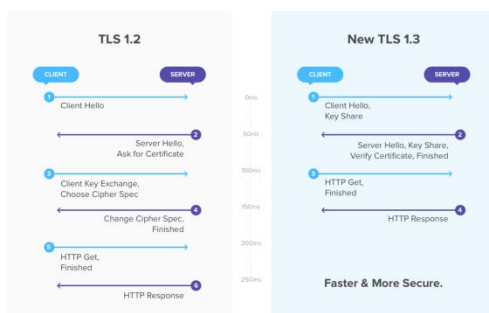 TLS 1.2
CLIENT
SERVER
1
Client Hello
2
Server Hello,
Ask for Certificate
3
Client Key Exchange,
Choose Cipher Spec
4
Change Cipher Spec,
Finished
5
HTTP Get,
Finished
6
HTTP Response
0ms
50ms
100ms
150ms
200ms
250ms
New TLS 1.3
CLIENT
SERVER
1
Client Hello,
Key Share
2
Server Hello, Key Share,
Verify Certificate, Finished
3
HTTP Get,
Finished
4
HTTP Response
Faster & More Secure.